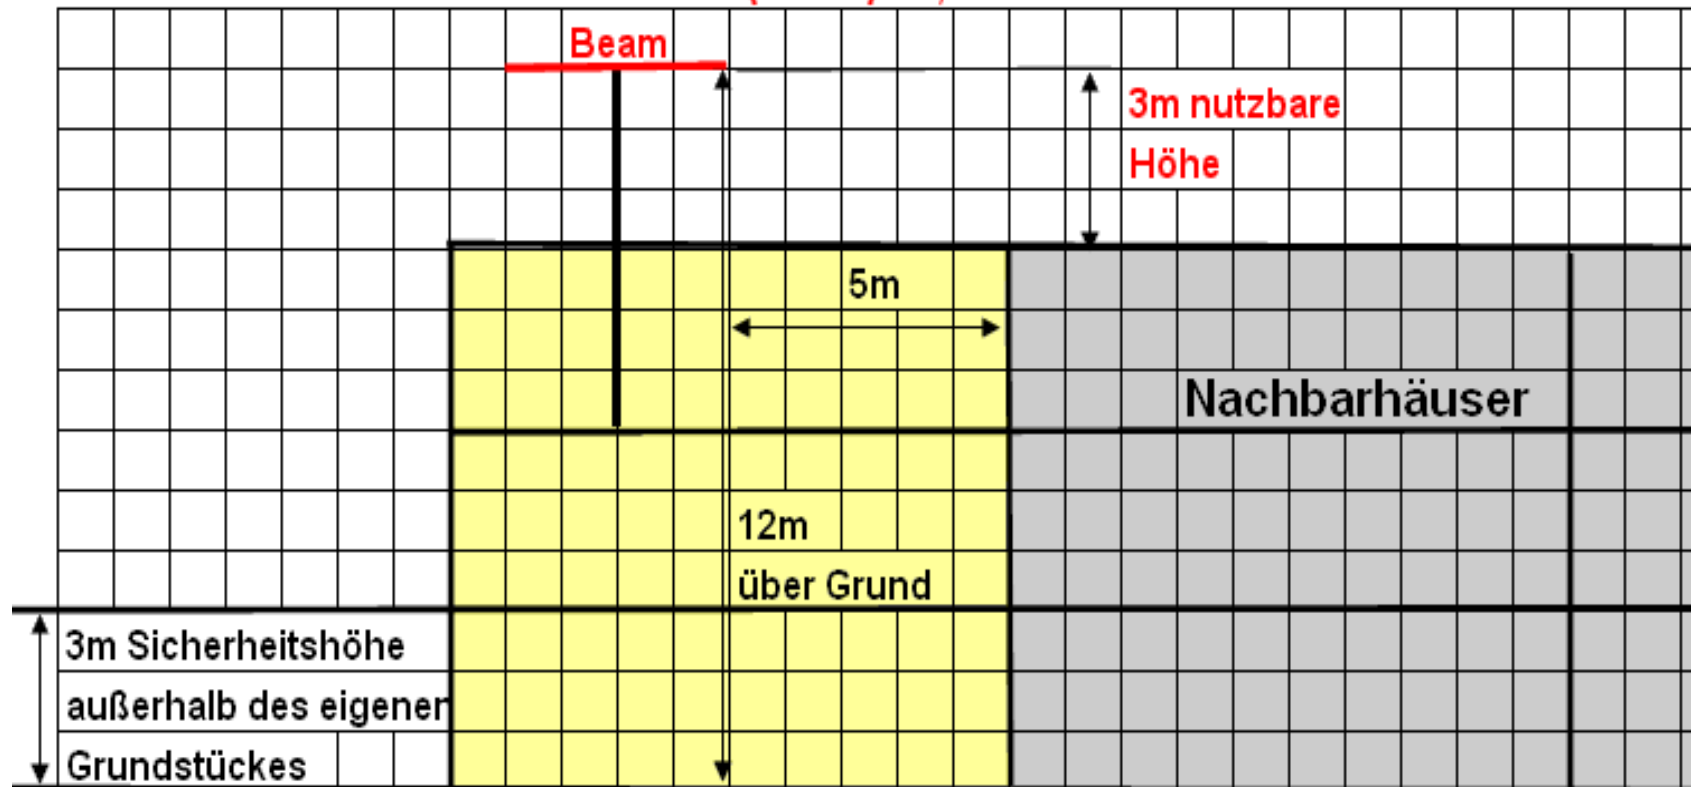 Beam
3m nutzbare
Höhe
5m
Nachbarhäuser
12m
über Grund
3m Sicherheitshöhe
außerhalb des eigenen
Grundstückes